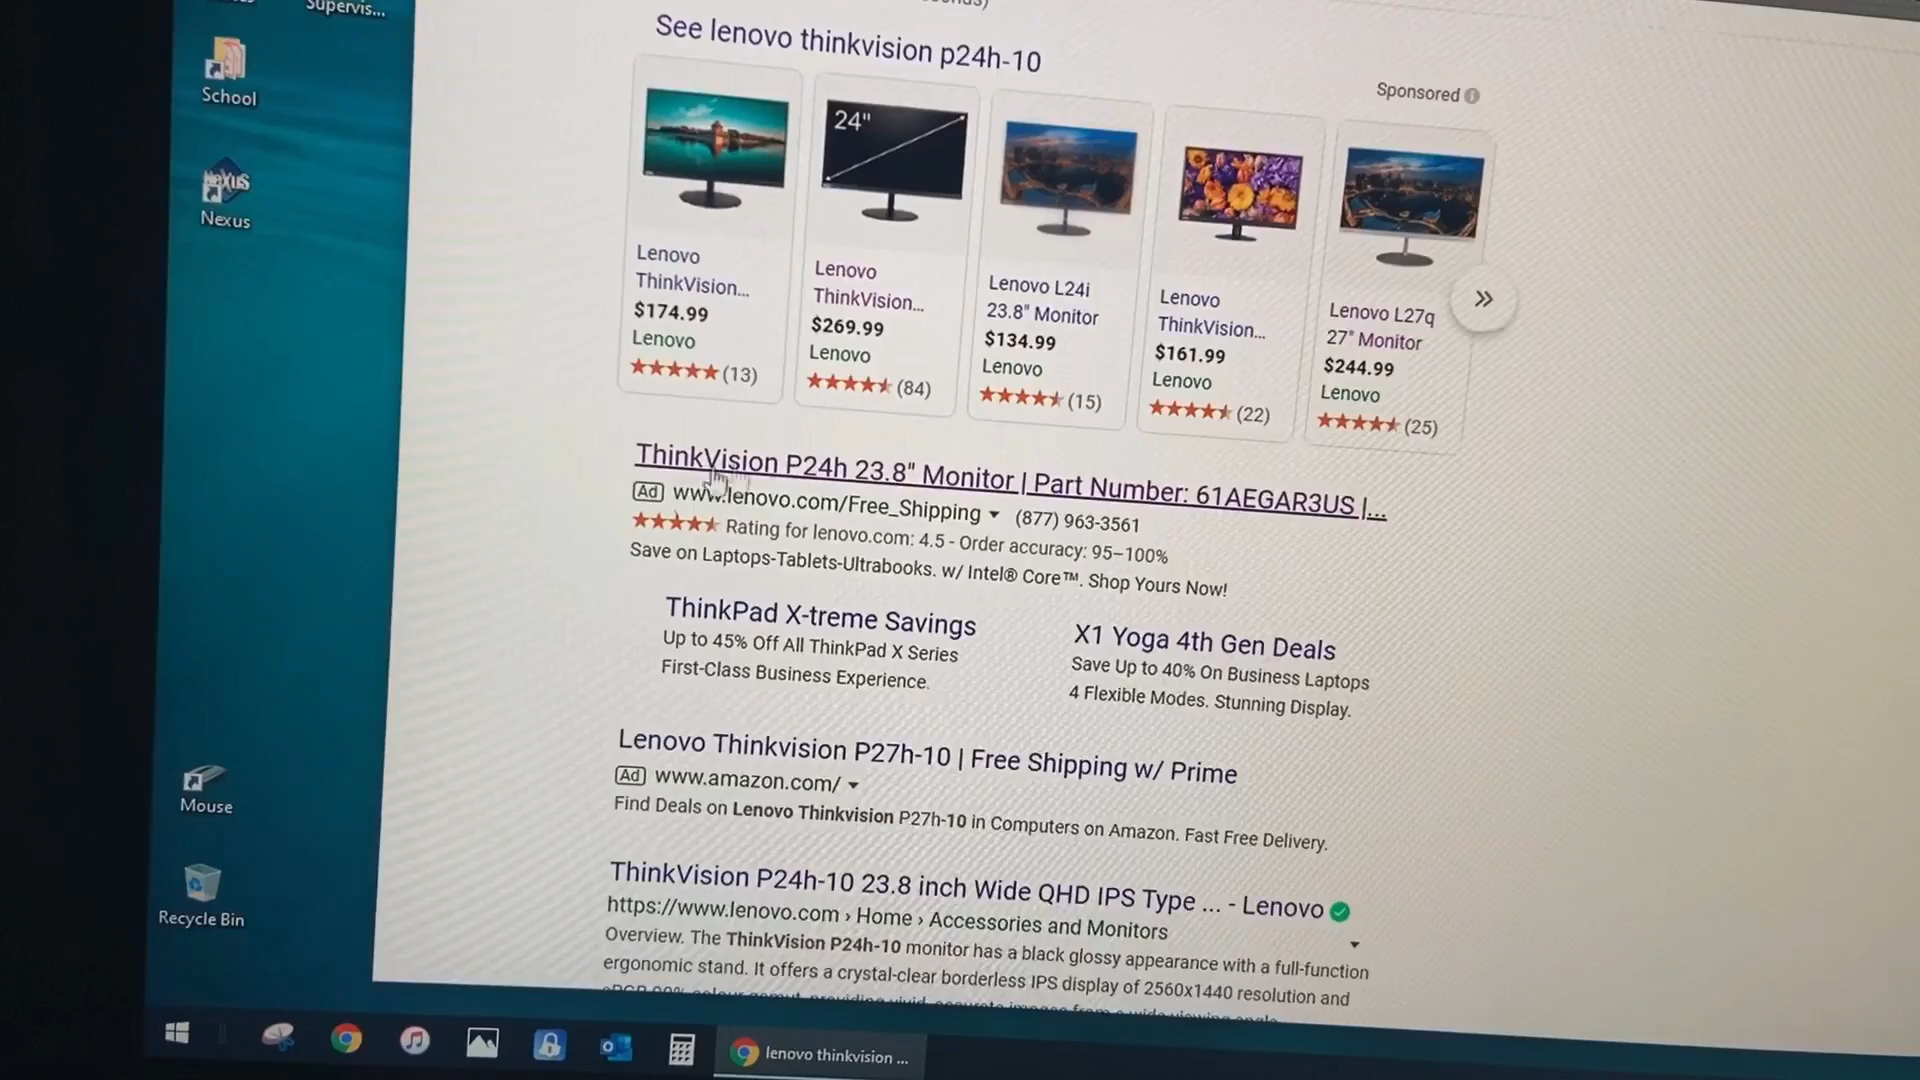 Supervis...
School
Nexus
Nexus
Mouse
Recycle Bin
See lenovo thinkvision p24h-10
Sponsored
24"
Lenovo
ThinkVision...
$174.99
Lenovo
(13)
Lenovo
ThinkVision...
$269.99
Lenovo
(84)
Lenovo L24i
23.8" Monitor
$134.99
Lenovo
(15)
Lenovo
ThinkVision...
$161.99
Lenovo
(22)
Lenovo L27q
27" Monitor
$244.99
Lenovo
(25)
ThinkVision P24h 23.8" Monitor | Part Number: 61AEGAR3US |...
Ad www.lenovo.com/Free_Shipping (877) 963-3561
Rating for lenovo.com: 4.5 - Order accuracy: 95–100%
Save on Laptops-Tablets-Ultrabooks. w/ Intel® Core™. Shop Yours Now!
ThinkPad X-treme Savings
Up to 45% Off All ThinkPad X Series
First-Class Business Experience.
X1 Yoga 4th Gen Deals
Save Up to 40% On Business Laptops
4 Flexible Modes. Stunning Display.
Lenovo Thinkvision P27h-10 | Free Shipping w/ Prime
Ad www.amazon.com/
Find Deals on Lenovo Thinkvision P27h-10 in Computers on Amazon. Fast Free Delivery.
ThinkVision P24h-10 23.8 inch Wide QHD IPS Type ... - Lenovo
https://www.lenovo.com › Home › Accessories and Monitors
Overview. The ThinkVision P24h-10 monitor has a black glossy appearance with a full-function
ergonomic stand. It offers a crystal-clear borderless IPS display of 2560x1440 resolution and
lenovo thinkvision ...